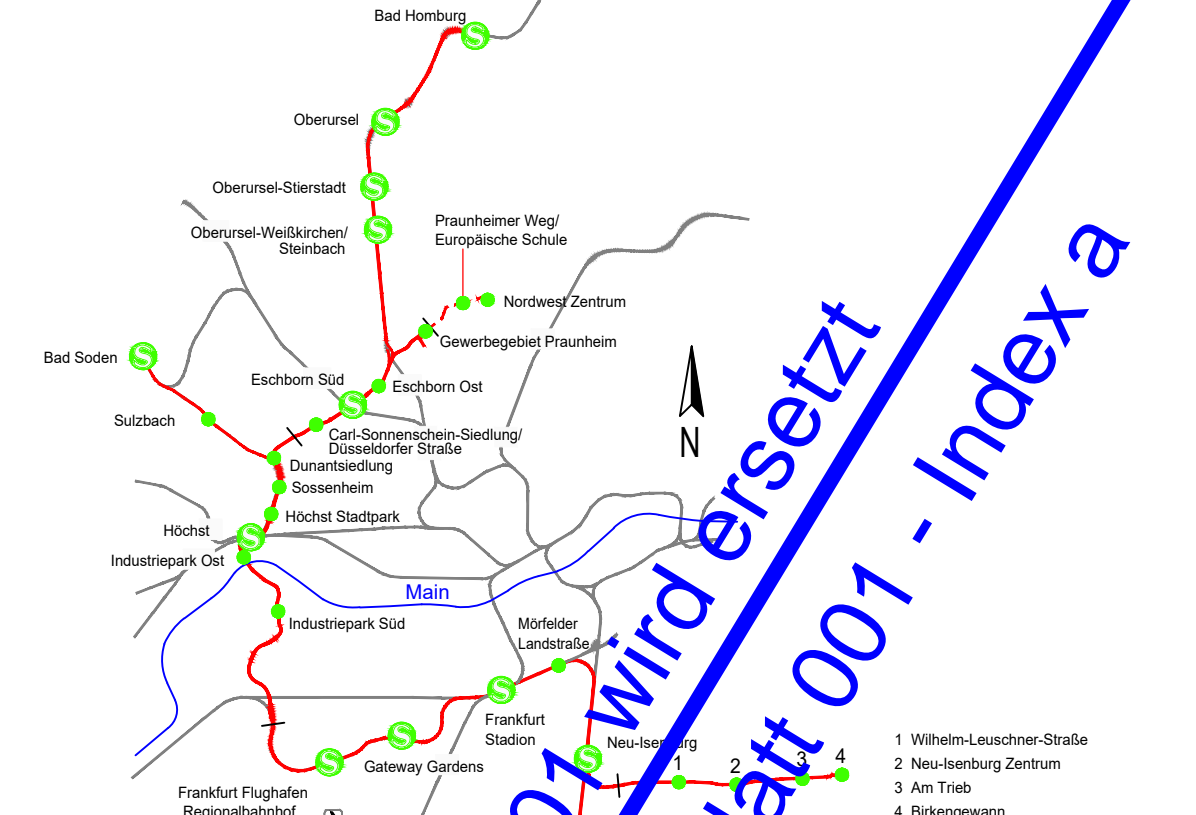 Bad Homburg
Oberursel
Oberursel-Stierstadt
Oberursel-Weißkirchen/
Steinbach
Praunheimer Weg/
Europäische Schule
Nordwest Zentrum
Gewerbegebiet Praunheim
Bad Soden
Eschborn Süd
Eschborn Ost
Sulzbach
Carl-Sonnenschein-Siedlung/
Düsseldorfer Straße
Dunantsiedlung
Sossenheim
Höchst Stadtpark
Höchst
Industriepark Ost
Main
Industriepark Süd
Mörfelder
Landstraße
Frankfurt
Stadion
Neu-Isenburg
Gateway Gardens
Frankfurt Flughafen
Regionalbahnhof
N
1
2
3
4
1 Wilhelm-Leuschner-Straße
2 Neu-Isenburg Zentrum
3 Am Trieb
4 Birkengewann
01 wird ersetzt
latt 001 - Index a
S
S
S
S
S
S
S
S
S
S
S